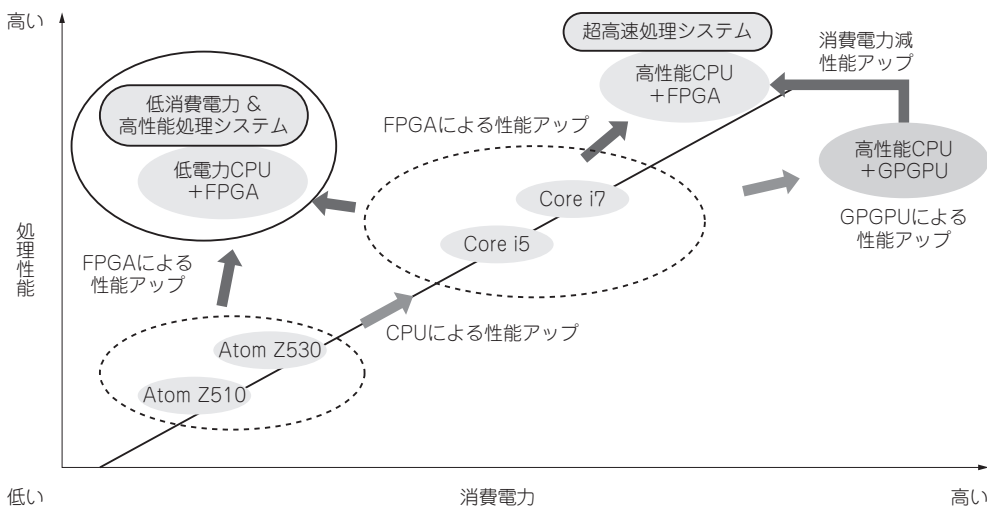 高い
超高速処理システム
高性能CPU
＋FPGA
消費電力減
性能アップ
低消費電力 &
高性能処理システム
低電力CPU
＋FPGA
FPGAによる性能アップ
高性能CPU
＋GPGPU
GPGPUによる
性能アップ
Core i7
Core i5
処理性能
FPGAによる
性能アップ
CPUによる性能アップ
Atom Z530
Atom Z510
低い
消費電力
高い